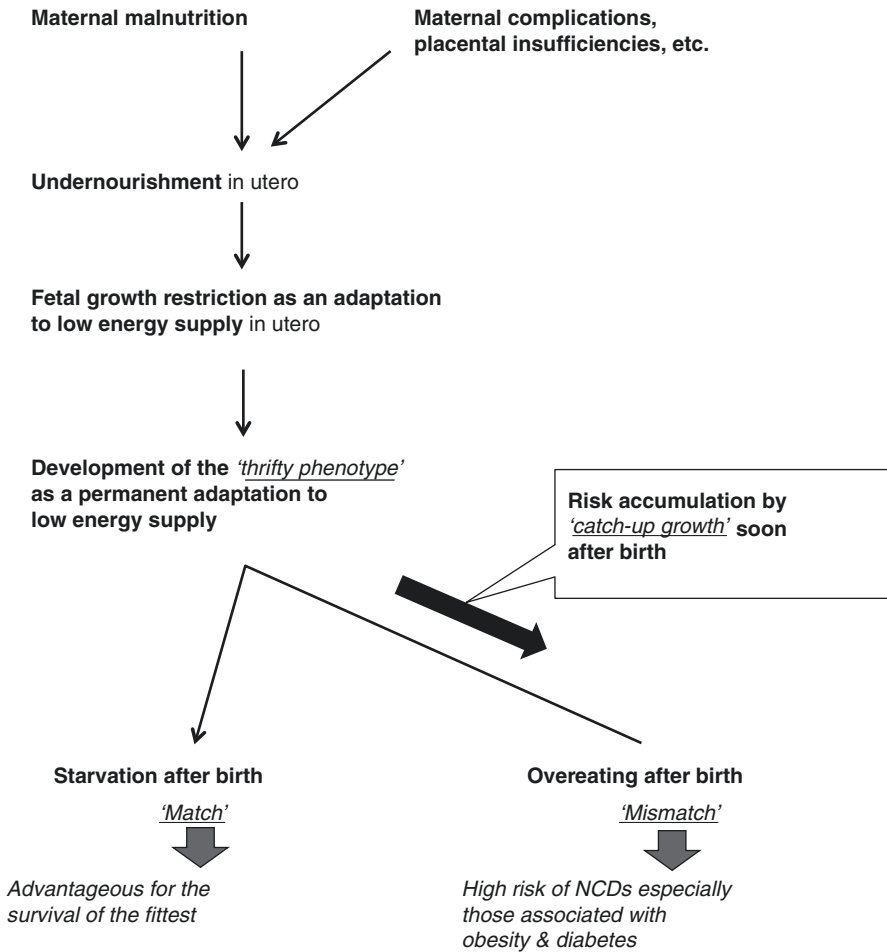 Maternal malnutrition
Maternal complications,
placental insufficiencies, etc.
Undernourishment in utero
Fetal growth restriction as an adaptation
to low energy supply in utero
Development of the ‘thrifty phenotype’
as a permanent adaptation to
low energy supply
Risk accumulation by
‘catch-up growth’ soon
after birth
Starvation after birth
‘Match’
Advantageous for the
survival of the fittest
Overeating after birth
‘Mismatch’
High risk of NCDs especially
those associated with
obesity & diabetes